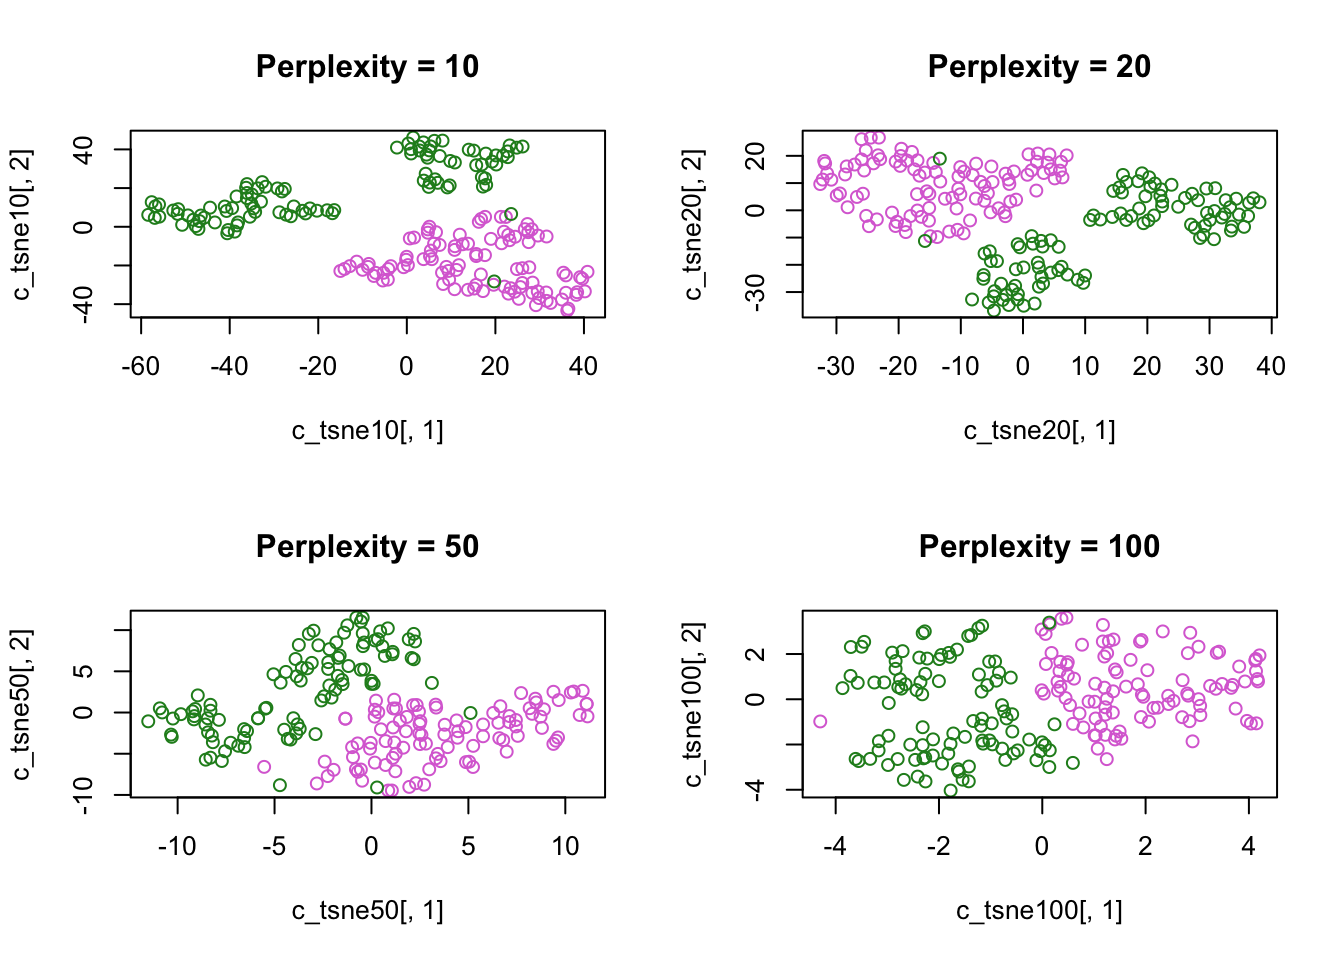 Perplexity = 10
c_tsne10[, 2]
40
0
-40
-60 -40 -20 0 20 40
c_tsne10[, 1]
Perplexity = 20
c_tsne20[, 2]
20
0
-30
-30 -20 -10 0 10 20 30 40
c_tsne20[, 1]
Perplexity = 50
c_tsne50[, 2]
5
0
-10
-10 -5 0 5 10
c_tsne50[, 1]
Perplexity = 100
c_tsne100[, 2]
2
0
-4
-4 -2 0 2 4
c_tsne100[, 1]